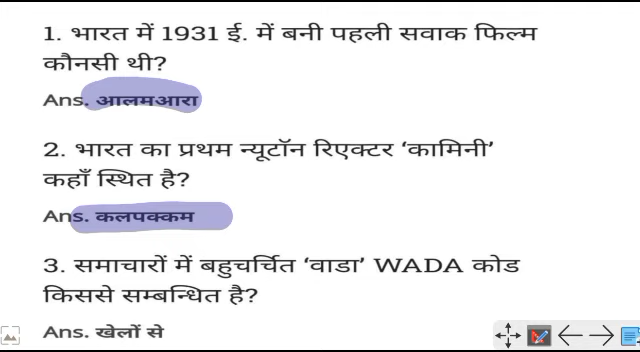 1. भारत में 1931 ई. में बनी पहली सवाक फिल्म
कौनसी थी?
Ans. आलमआरा
2. भारत का प्रथम न्यूटॉन रिएक्टर ‘कामिनी’
कहाँ स्थित है?
Ans. कलपक्कम
3. समाचारों में बहुचर्चित ‘वाडा’ WADA कोड
किससे सम्बन्धित है?
Ans. खेलों से